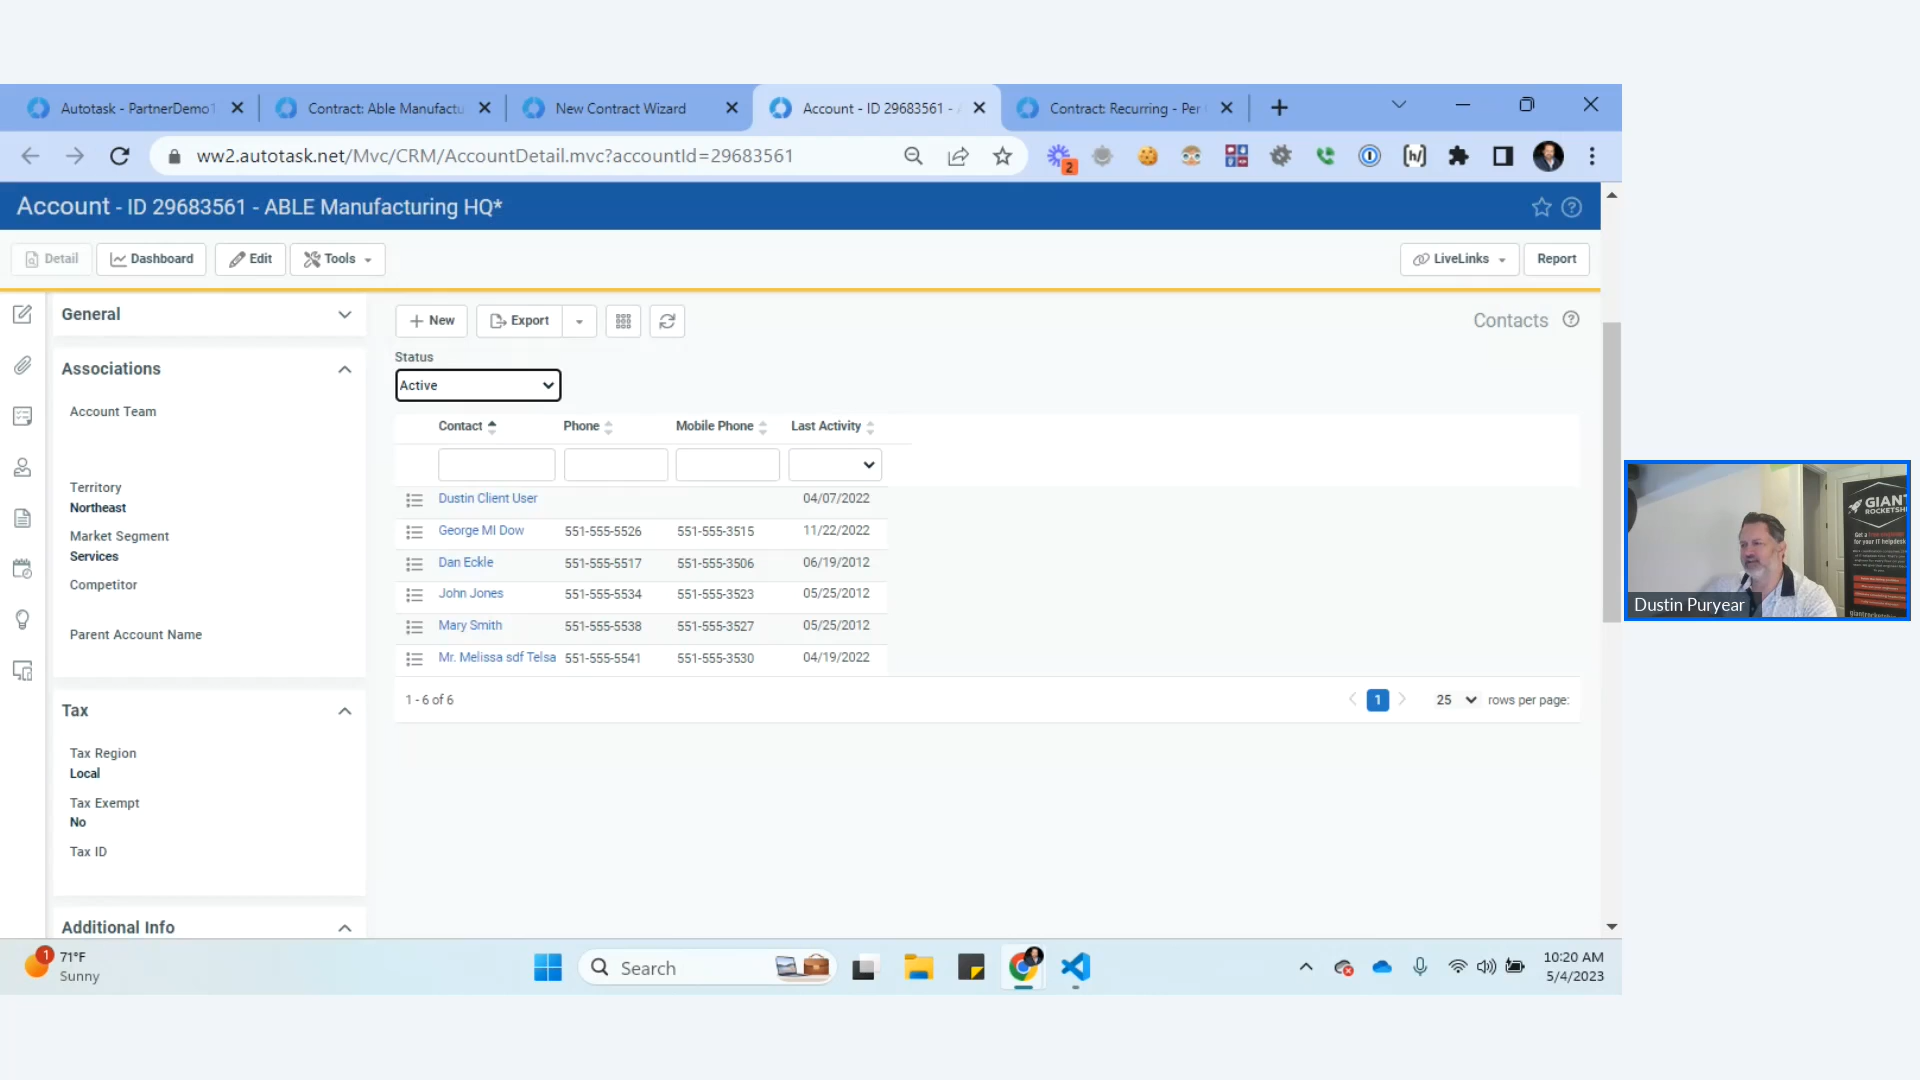 Autotask - PartnerDemo1
Contract: Able Manufactu
New Contract Wizard
Account - ID 29683561 -
Contract: Recurring - Per
ww2.autotask.net/Mvc/CRM/AccountDetail.mvc?accountId=29683561
2
[h/]
Account - ID 29683561 - ABLE Manufacturing HQ*
Detail
Dashboard
Edit
Tools
LiveLinks
Report
General
Associations
Account Team
Territory
Northeast
Market Segment
Services
Competitor
Parent Account Name
Tax
Tax Region
Local
Tax Exempt
No
Tax ID
Additional Info
New
Export
Contacts
Status
Active
Contact Phone Mobile Phone Last Activity
Dustin Client User 04/07/2022
George MI Dow 551-555-5526 551-555-3515 11/22/2022
Dan Eckle 551-555-5517 551-555-3506 06/19/2012
John Jones 551-555-5534 551-555-3523 05/25/2012
Mary Smith 551-555-5538 551-555-3527 05/25/2012
Mr. Melissa sdf Telsa 551-555-5541 551-555-3530 04/19/2022
1 - 6 of 6
1
25 rows per page:
GIANT
ROCKETSH
for your IT helpdesk
Dustin Puryear
1
71°F
Sunny
Search
10:20 AM
5/4/2023